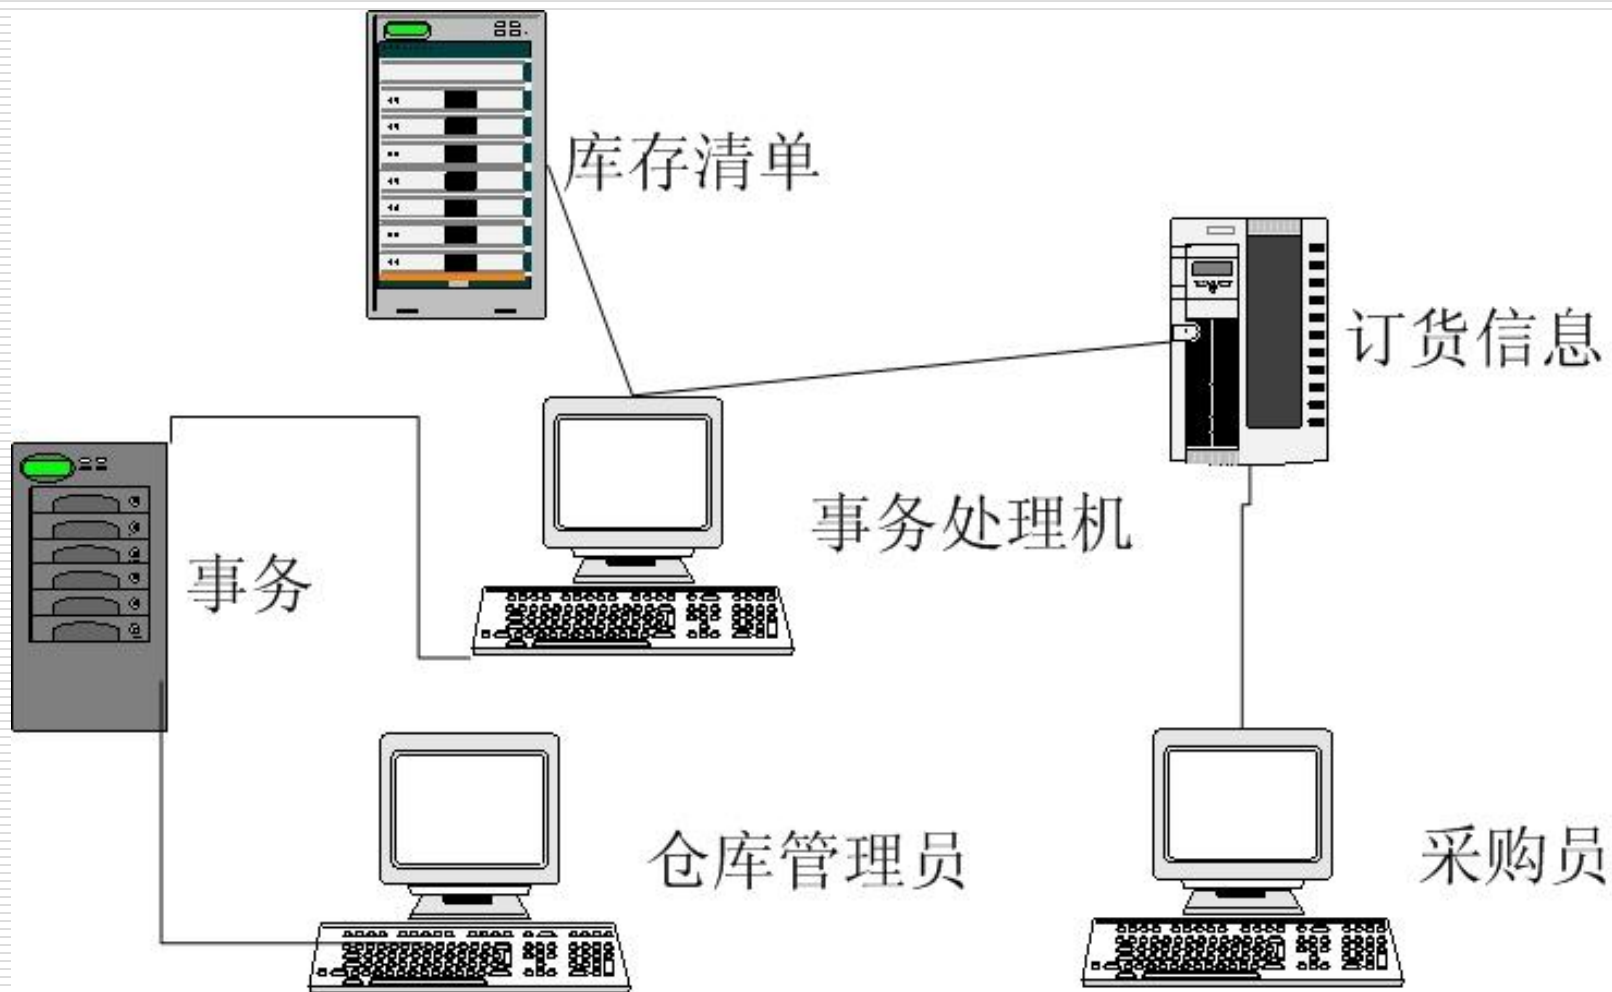 库存清单
订货信息
事务处理机
事务
仓库管理员
采购员